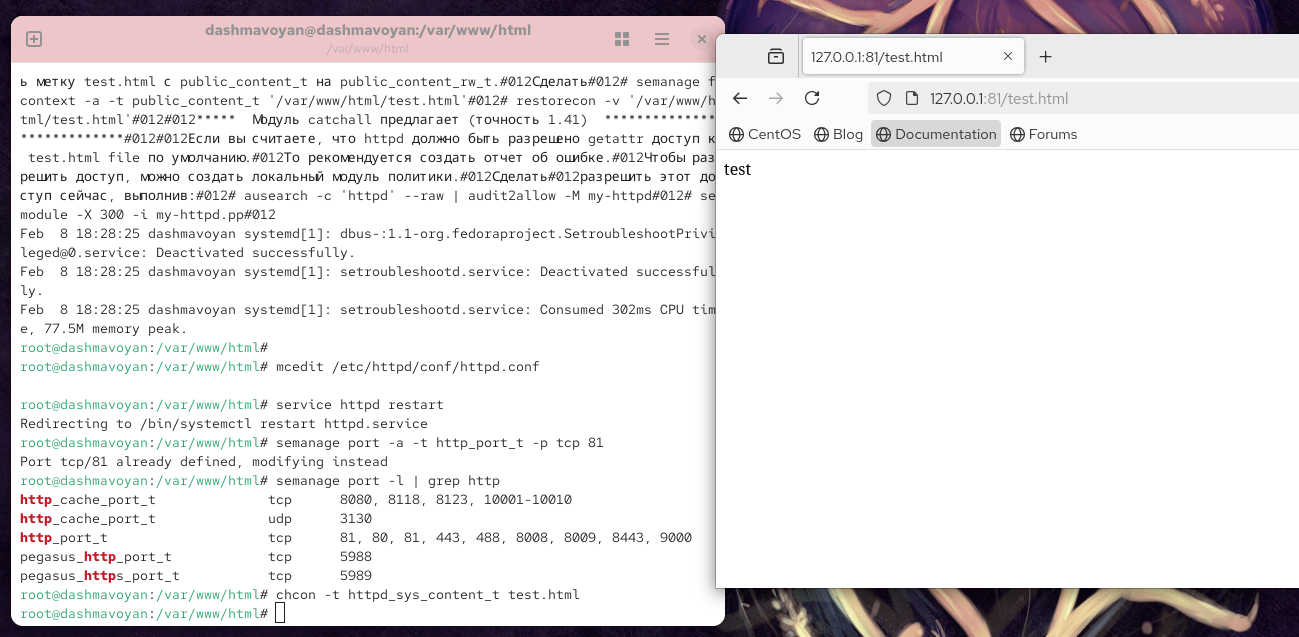 dashmavoyan@dashmavoyan:/var/www/html
/var/www/html
ь метку test.html с public_content_t на public_content_rw_t.#012Сделать#012# semanage f
context -a -t public_content_t '/var/www/html/test.html'#012# restorecon -v '/var/www/h
tml/test.html'#012#012***** Модуль catchall предлагает (точность 1.41) **************
*************#012#012Если вы считаете, что httpd должно быть разрешено getattr доступ к
test.html file по умолчанию.#012То рекомендуется создать отчет об ошибке.#012Чтобы раз
решить доступ, можно создать локальный модуль политики.#012Сделать#012разрешить этот до
ступ сейчас, выполнив:#012# ausearch -c 'httpd' --raw | audit2allow -M my-httpd#012# se
module -X 300 -i my-httpd.pp#012
Feb  8 18:28:25 dashmavoyan systemd[1]: dbus-:1.1-org.fedoraproject.SetroubleshootPrivi
leged@0.service: Deactivated successfully.
Feb  8 18:28:25 dashmavoyan systemd[1]: setroubleshootd.service: Deactivated successful
ly.
Feb  8 18:28:25 dashmavoyan systemd[1]: setroubleshootd.service: Consumed 302ms CPU tim
e, 77.5M memory peak.
root@dashmavoyan:/var/www/html#
root@dashmavoyan:/var/www/html# mcedit /etc/httpd/conf/httpd.conf
root@dashmavoyan:/var/www/html# service httpd restart
Redirecting to /bin/systemctl restart httpd.service
root@dashmavoyan:/var/www/html# semanage port -a -t http_port_t -p tcp 81
Port tcp/81 already defined, modifying instead
root@dashmavoyan:/var/www/html# semanage port -l | grep http
http_cache_port_t              tcp      8080, 8118, 8123, 10001-10010
http_cache_port_t              udp      3130
http_port_t                    tcp      81, 80, 81, 443, 488, 8008, 8009, 8443, 9000
pegasus_http_port_t            tcp      5988
pegasus_https_port_t           tcp      5989
root@dashmavoyan:/var/www/html# chcon -t httpd_sys_content_t test.html
root@dashmavoyan:/var/www/html#
127.0.0.1:81/test.html
127.0.0.1:81/test.html
CentOS Blog Documentation Forums
test